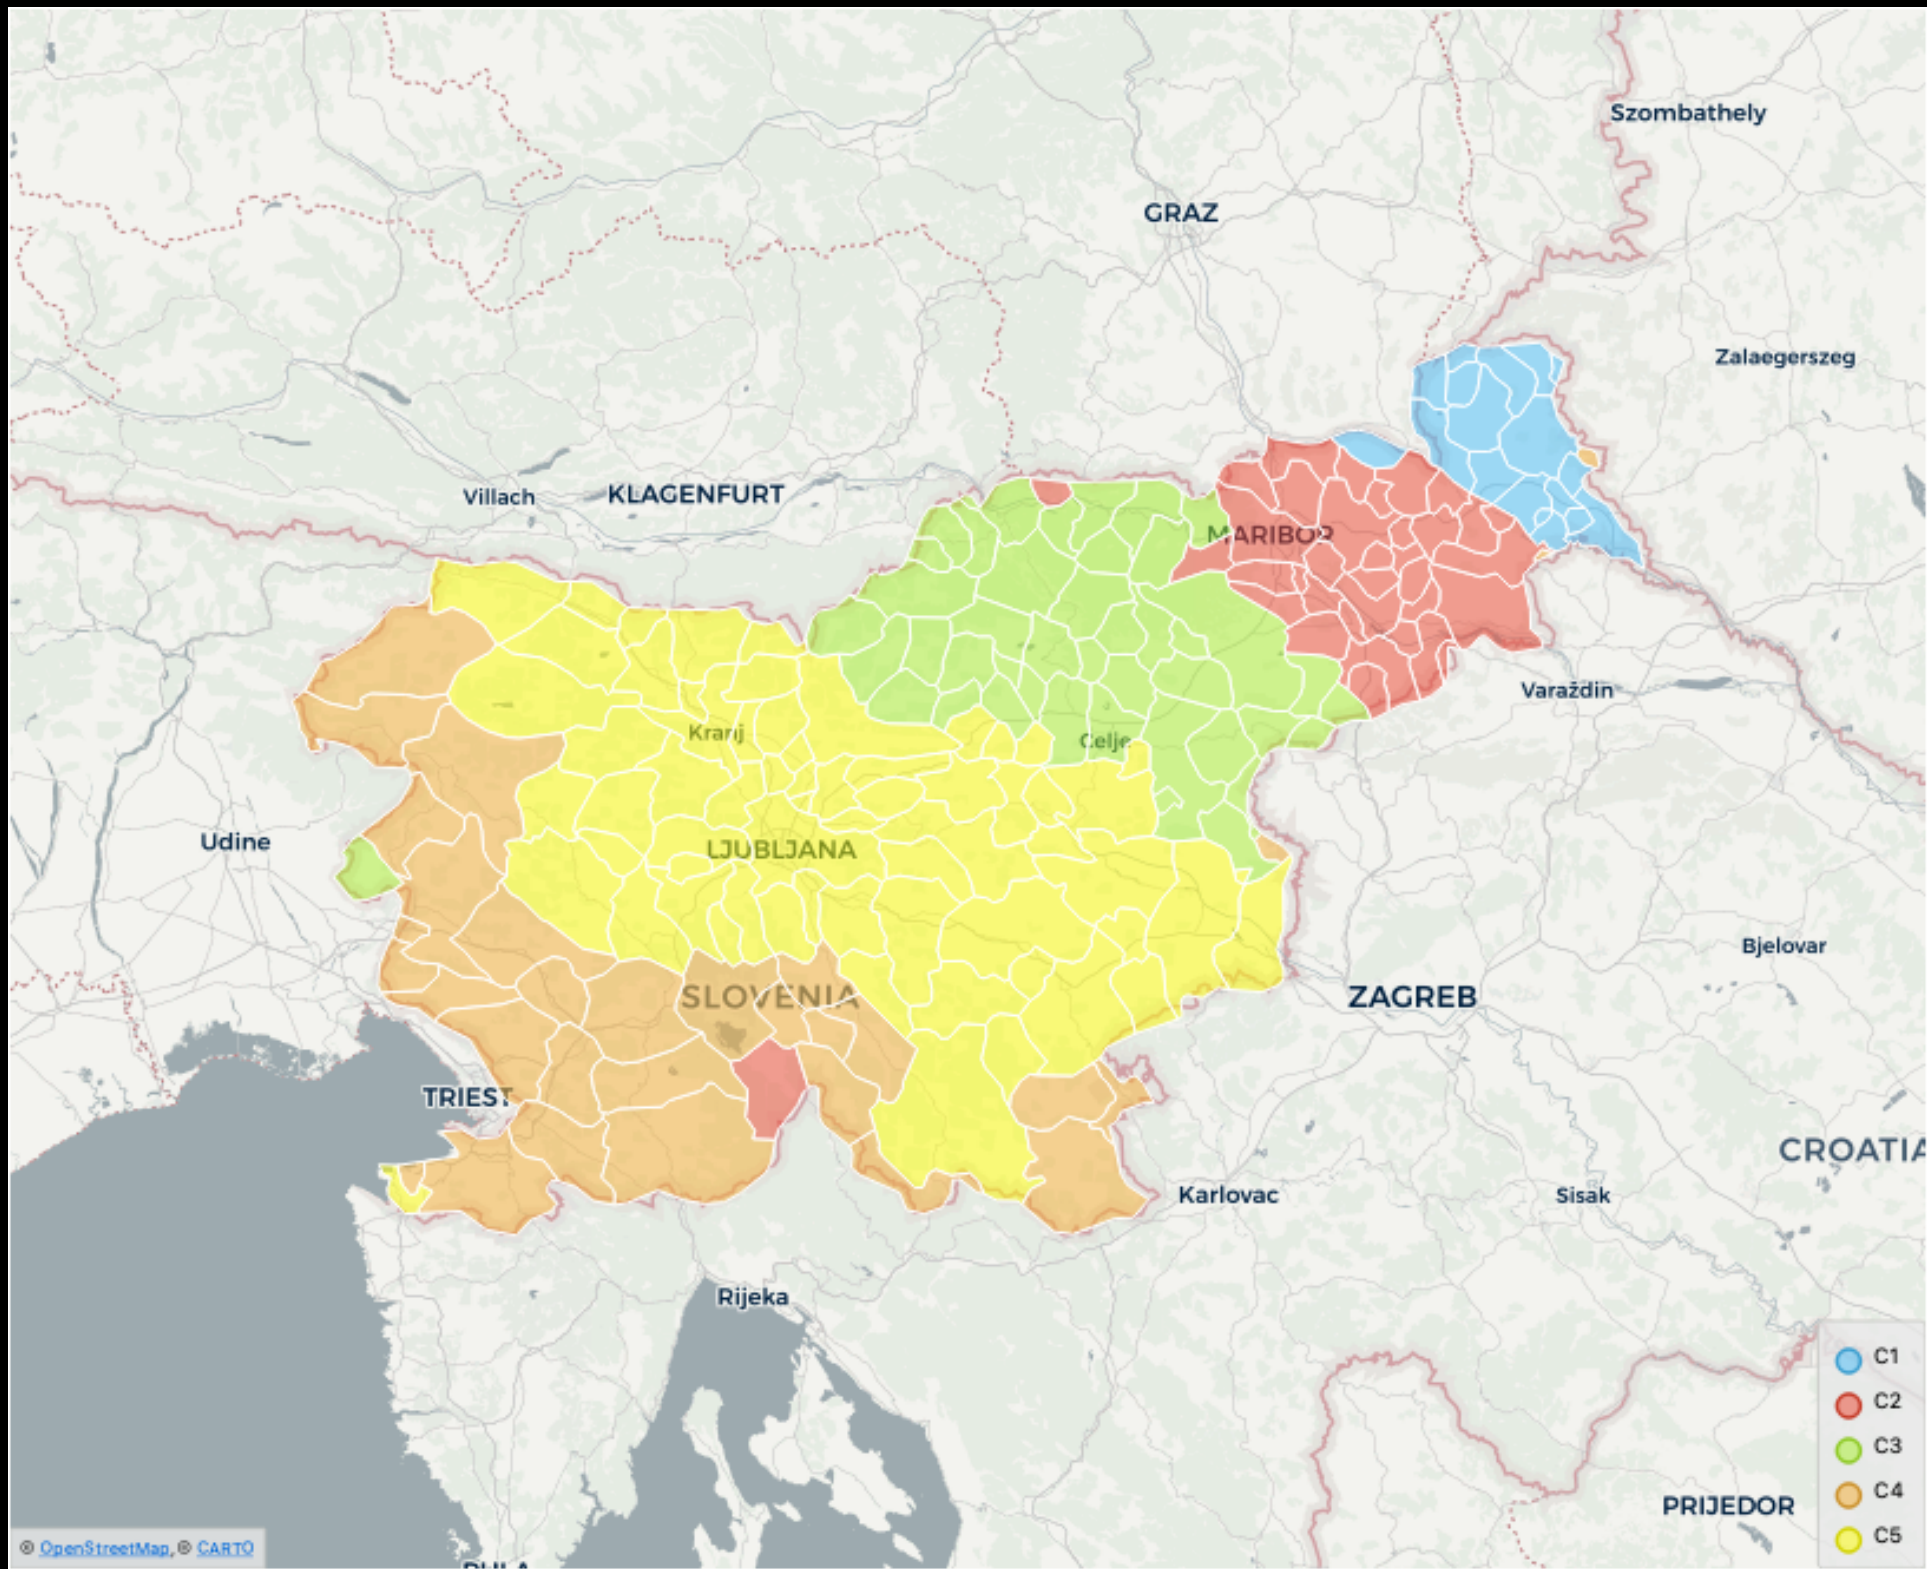 Szombathely
GRAZ
Zalaegerszeg
Villach
KLAGENFURT
MARIBOR
Varaždin
Kranj
Celje
Udine
LJUBLJANA
Bjelovar
SLOVENIA
ZAGREB
TRIEST
CROATIA
Karlovac
Sisak
Rijeka
C1
C2
C3
C4
C5
PRIJEDOR
© OpenStreetMap, © CARTO